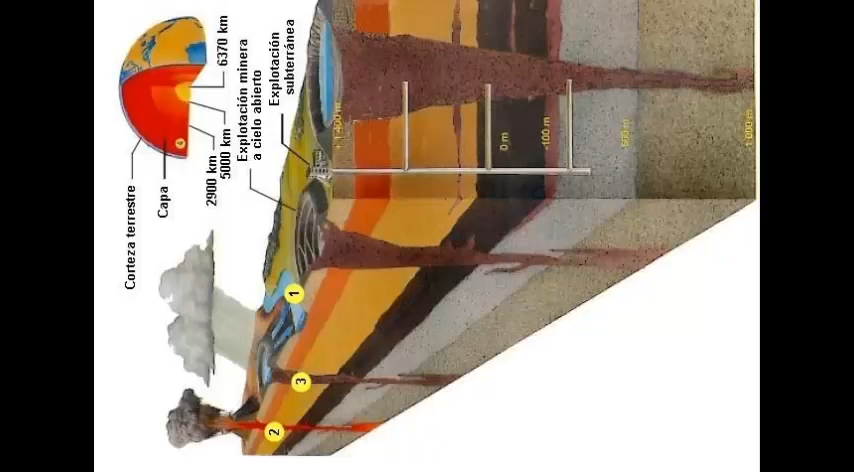 Corteza terrestre
Capa
2900 km
5000 km
6370 km
Explotación minera
a cielo abierto
Explotación
subterránea
4
1
3
2
+ 1 400 m
0 m
-100 m
500 m
-1 000 m